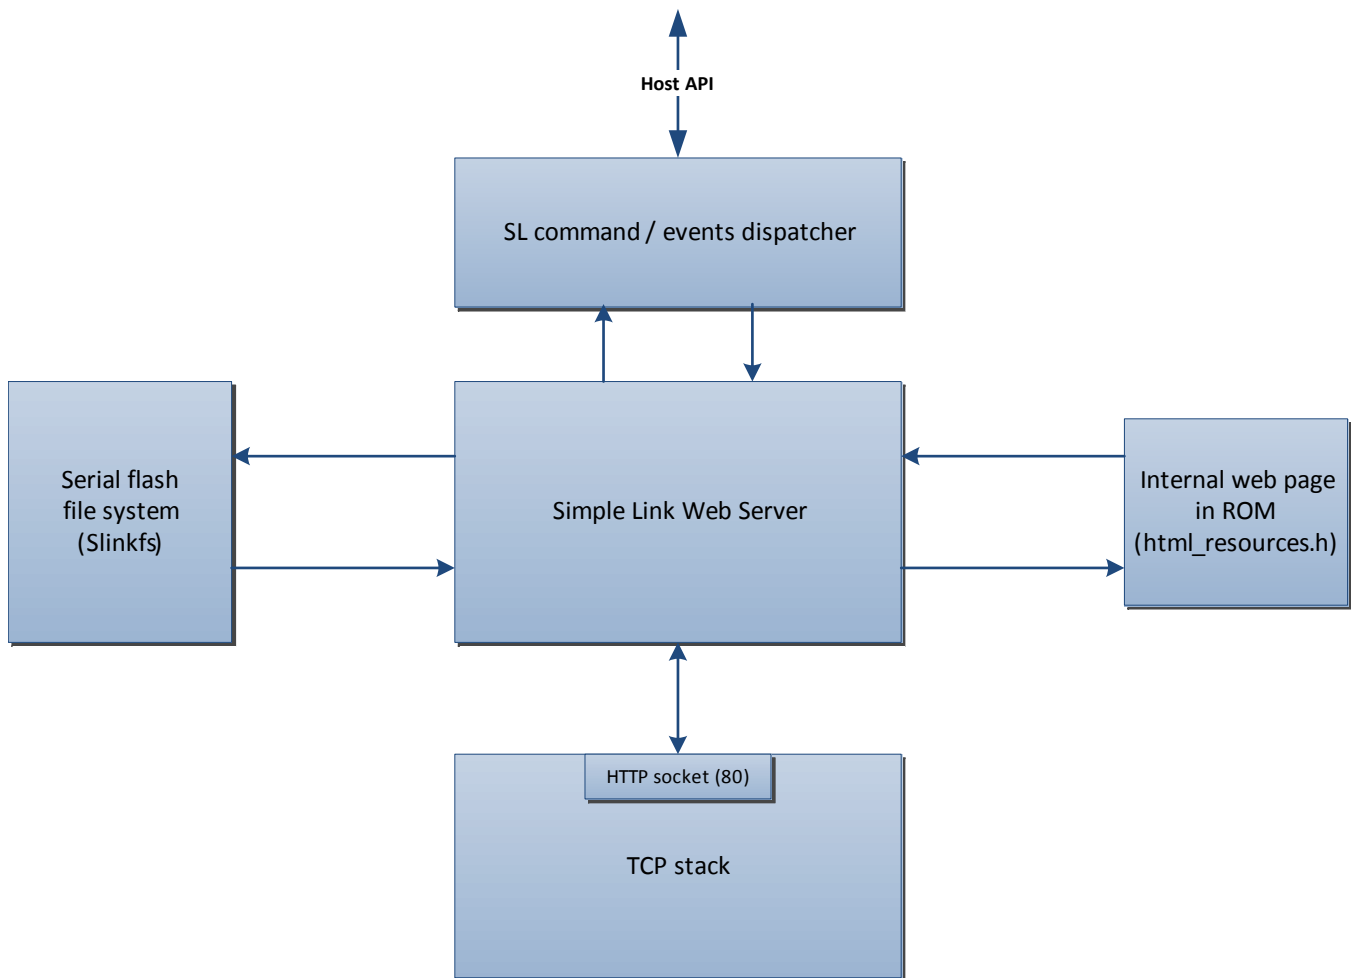 Host API
SL command / events dispatcher
Serial flash
file system
(Slinkfs)
Simple Link Web Server
Internal web page
in ROM
(html_resources.h)
HTTP socket (80)
TCP stack